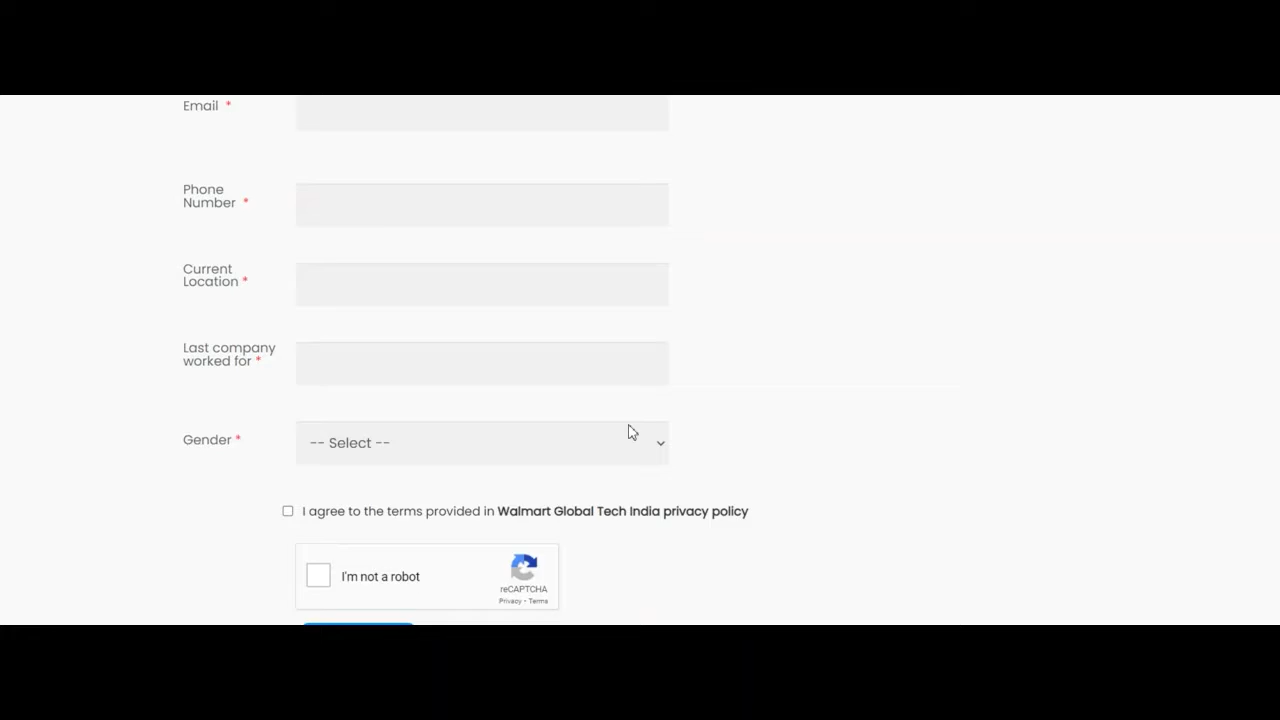 Email *
Phone
Number *
Current
Location *
Last company
worked for *
Gender *
-- Select --
I agree to the terms provided in Walmart Global Tech India privacy policy
I'm not a robot
reCAPTCHA
Privacy - Terms